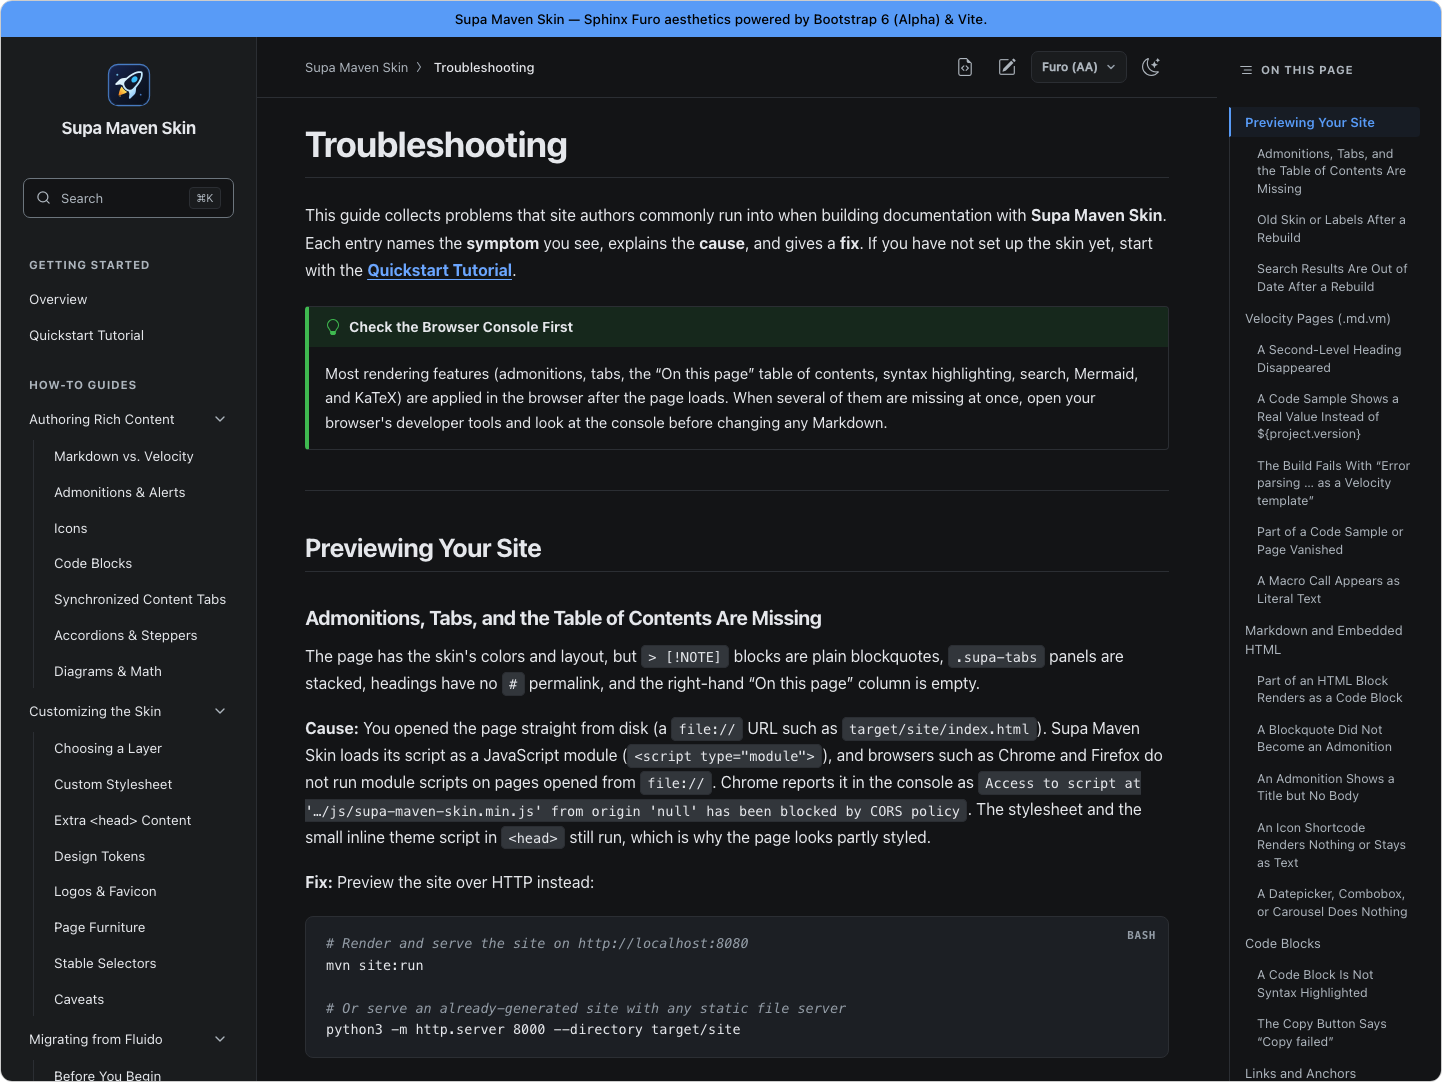 Supa Maven Skin — Sphinx Furo aesthetics powered by Bootstrap 6 (Alpha) & Vite.
Supa Maven Skin
Search
⌘K
GETTING STARTED
Overview
Quickstart Tutorial
HOW-TO GUIDES
Authoring Rich Content
Markdown vs. Velocity
Admonitions & Alerts
Icons
Code Blocks
Synchronized Content Tabs
Accordions & Steppers
Diagrams & Math
Customizing the Skin
Choosing a Layer
Custom Stylesheet
Extra <head> Content
Design Tokens
Logos & Favicon
Page Furniture
Stable Selectors
Caveats
Migrating from Fluido
Before You Begin
Supa Maven Skin
Troubleshooting
Furo (AA)
Troubleshooting
This guide collects problems that site authors commonly run into when building documentation with Supa Maven Skin.
Each entry names the symptom you see, explains the cause, and gives a fix. If you have not set up the skin yet, start
with the Quickstart Tutorial.
Check the Browser Console First
Most rendering features (admonitions, tabs, the “On this page” table of contents, syntax highlighting, search, Mermaid,
and KaTeX) are applied in the browser after the page loads. When several of them are missing at once, open your
browser's developer tools and look at the console before changing any Markdown.
Previewing Your Site
Admonitions, Tabs, and the Table of Contents Are Missing
The page has the skin's colors and layout, but > [!NOTE] blocks are plain blockquotes, .supa-tabs panels are
stacked, headings have no # permalink, and the right-hand “On this page” column is empty.
Cause: You opened the page straight from disk (a file:// URL such as target/site/index.html). Supa Maven
Skin loads its script as a JavaScript module (<script type="module">), and browsers such as Chrome and Firefox do
not run module scripts on pages opened from file://. Chrome reports it in the console as Access to script at
'…/js/supa-maven-skin.min.js' from origin 'null' has been blocked by CORS policy. The stylesheet and the
small inline theme script in <head> still run, which is why the page looks partly styled.
Fix: Preview the site over HTTP instead:
BASH
# Render and serve the site on http://localhost:8080
mvn site:run
# Or serve an already-generated site with any static file server
python3 -m http.server 8000 --directory target/site
ON THIS PAGE
Previewing Your Site
Admonitions, Tabs, and
the Table of Contents Are
Missing
Old Skin or Labels After a
Rebuild
Search Results Are Out of
Date After a Rebuild
Velocity Pages (.md.vm)
A Second-Level Heading
Disappeared
A Code Sample Shows a
Real Value Instead of
${project.version}
The Build Fails With “Error
parsing … as a Velocity
template”
Part of a Code Sample or
Page Vanished
A Macro Call Appears as
Literal Text
Markdown and Embedded
HTML
Part of an HTML Block
Renders as a Code Block
A Blockquote Did Not
Become an Admonition
An Admonition Shows a
Title but No Body
An Icon Shortcode
Renders Nothing or Stays
as Text
A Datepicker, Combobox,
or Carousel Does Nothing
Code Blocks
A Code Block Is Not
Syntax Highlighted
The Copy Button Says
“Copy failed”
Links and Anchors